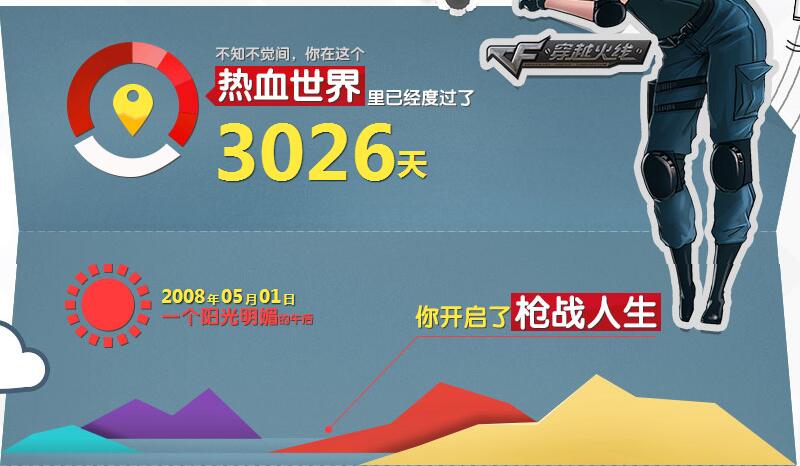 不知不觉间，你在这个
热血世界里已经度过了
3026天
CF 穿越火线
2008年05月01日
一个阳光明媚的午后
你开启了枪战人生